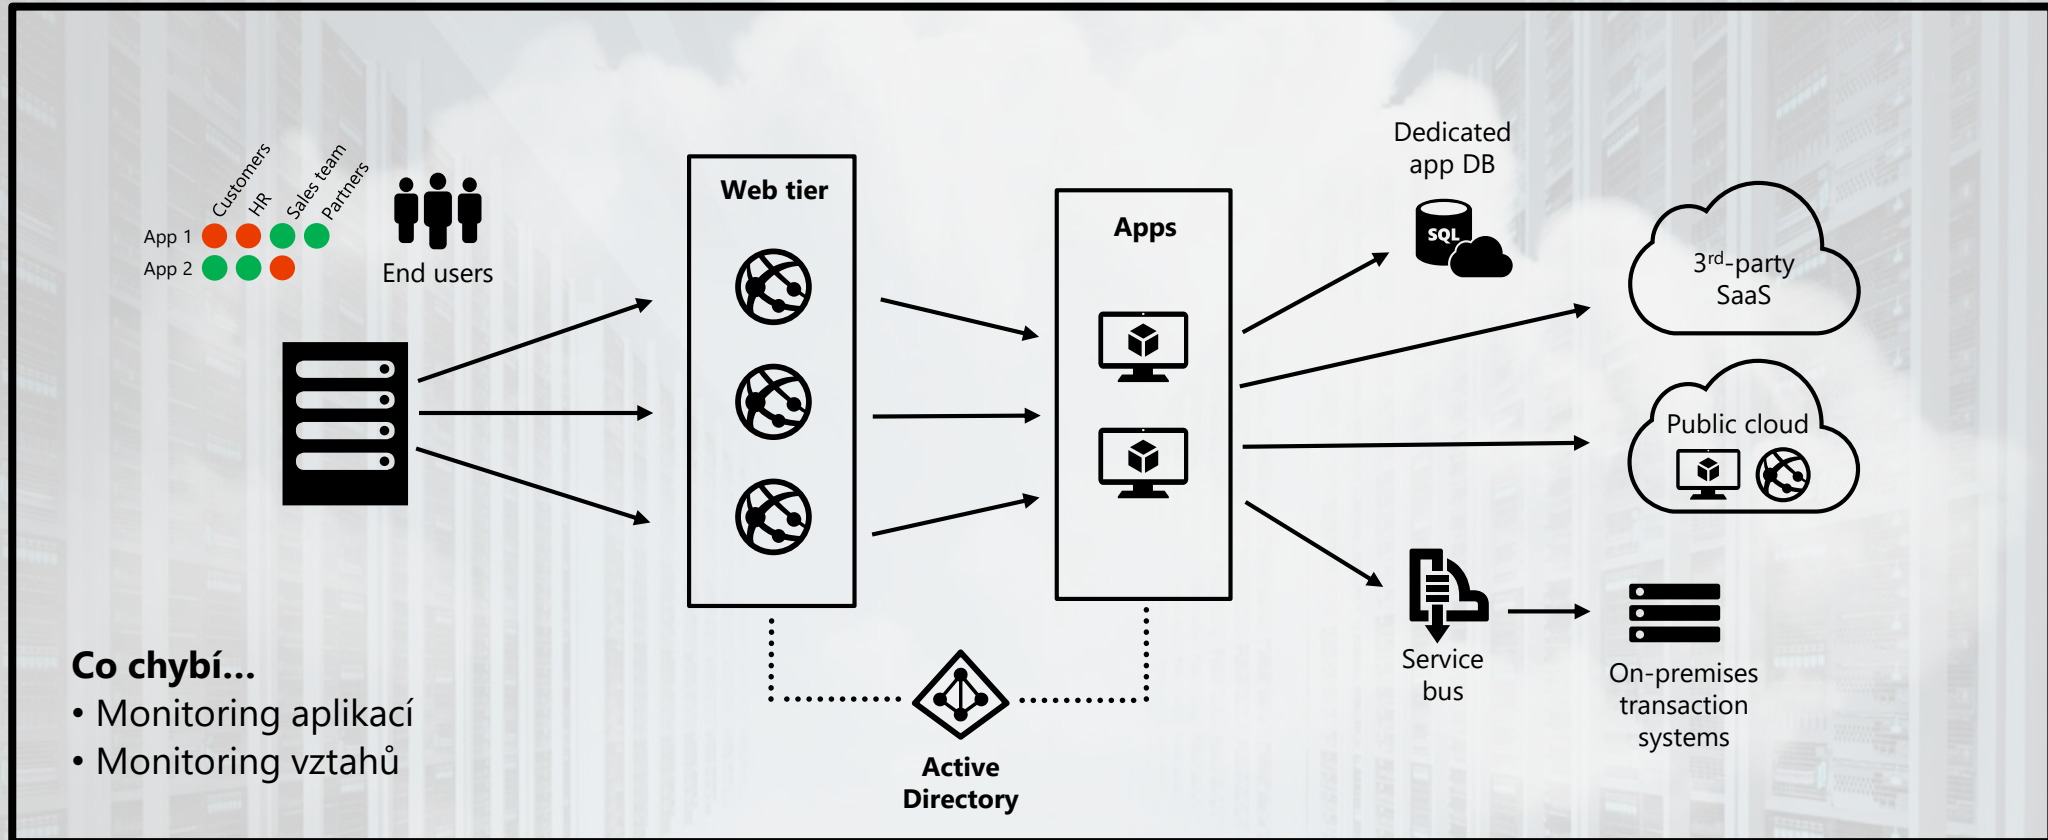 Customers
HR
Sales team
Partners
App 1
App 2
End users
Web tier
Apps
Dedicated
app DB
SQL
3rd-party
SaaS
Public cloud
Service
bus
On-premises
transaction
systems
Active
Directory
Co chybí...
• Monitoring aplikací
• Monitoring vztahů